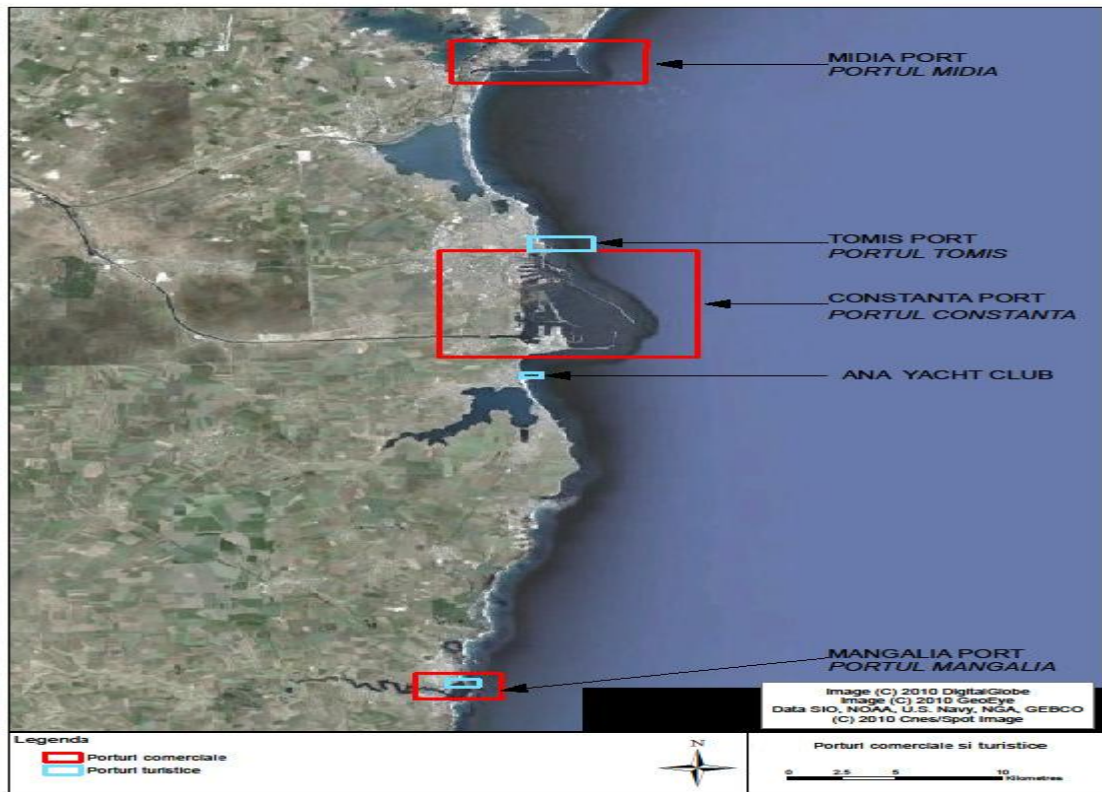 MIDIA PORT
PORTUL MIDIA
TOMIS PORT
PORTUL TOMIS
CONSTANTA PORT
PORTUL CONSTANTA
ANA YACHT CLUB
MANGALIA PORT
PORTUL MANGALIA
Image (C) 2010 DigitalGlobe
Image (C) 2010 GeoEye
Data SIO, NOAA, U.S. Navy, NGA, GEBCO
(C) 2010 Cnes/Spot Image
Legenda
Porturi comerciale
Porturi turistice
N
Porturi comerciale si turistice
0 2.5 5 10
Kilometres